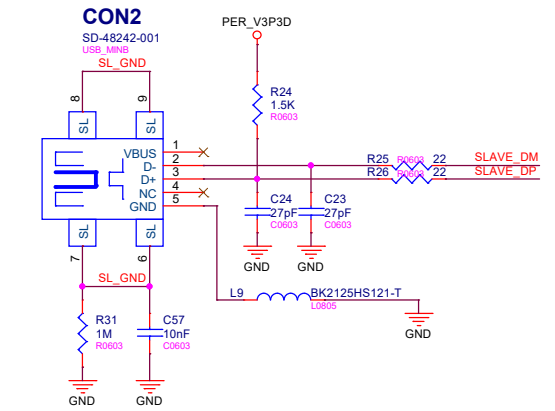 CON2
SD-48242-001
USB_MINB
SL_GND
PER_V3P3D
8
9
SL
SL
R24
1.5K
R0603
VBUS
1
D-
2
D+
3
NC
4
GND
5
R25
R0603
22
SLAVE_DM
R26
R0603
22
SLAVE_DP
C24
27pF
C0603
C23
27pF
C0603
SL
SL
7
6
GND
GND
SL_GND
L9
BK2125HS121-T
L0805
GND
R31
1M
R0603
C57
10nF
C0603
GND
GND